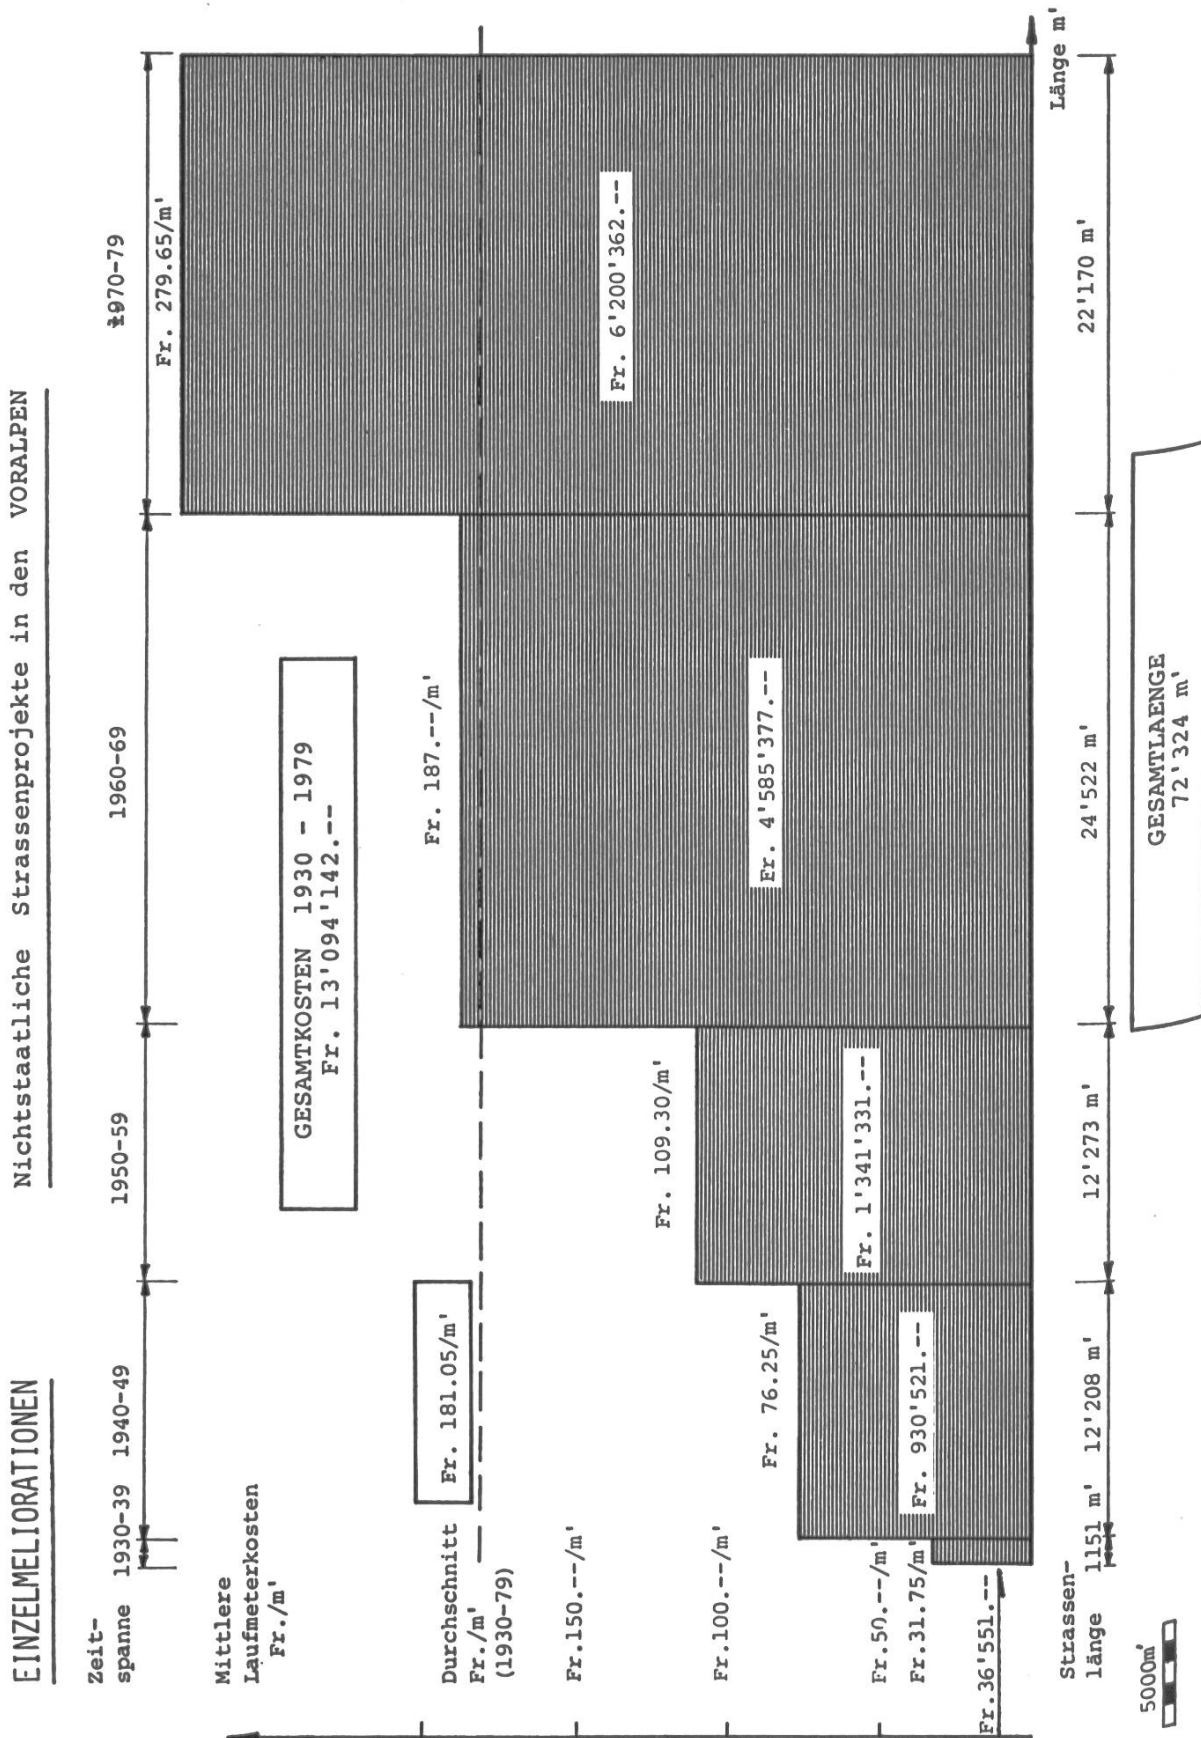 EINZELMELIORATIONEN
Nichtstaatliche Strassenprojekte in den VORALPEN
Zeit-
spanne
1930-39
1940-49
1950-59
1960-69
1970-79
Mittlere
Laufmeterkosten
Fr./m'
Fr. 279.65/m'
GESAMTKOSTEN 1930 - 1979
Fr. 13'094'142.--
Durchschnitt
Fr./m'
(1930-79)
Fr. 181.05/m'
Fr. 187.--/m'
Fr.150.--/m'
Fr. 109.30/m'
Fr.100.--/m'
Fr. 76.25/m'
Fr.50.--/m'
Fr.31.75/m'
Fr.36'551.--
Fr. 930'521.--
Fr. 1'341'331.--
Fr. 4'585'377.--
Fr. 6'200'362.--
Länge m'
Strassen-
länge
1151 m'
12'208 m'
12'273 m'
24'522 m'
22'170 m'
5000m'
GESAMTLAENGE
72'324 m'